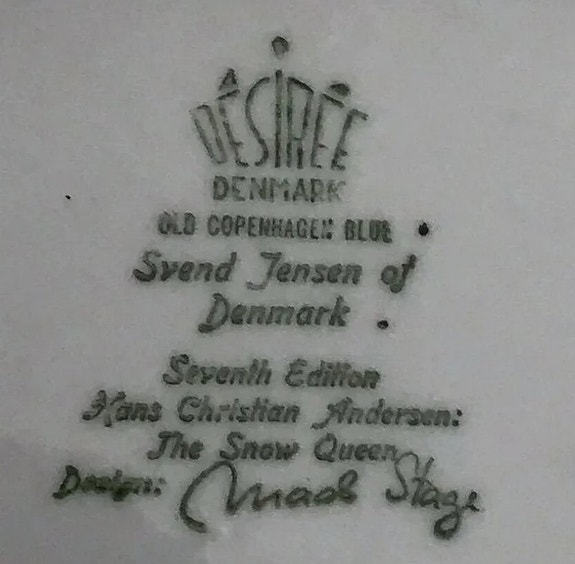 DÉSIRÉE
DENMARK
OLD COPENHAGEN BLUE
Svend Jensen of
Denmark
Seventh Edition
Hans Christian Andersen:
The Snow Queen
Design: Mads Stage